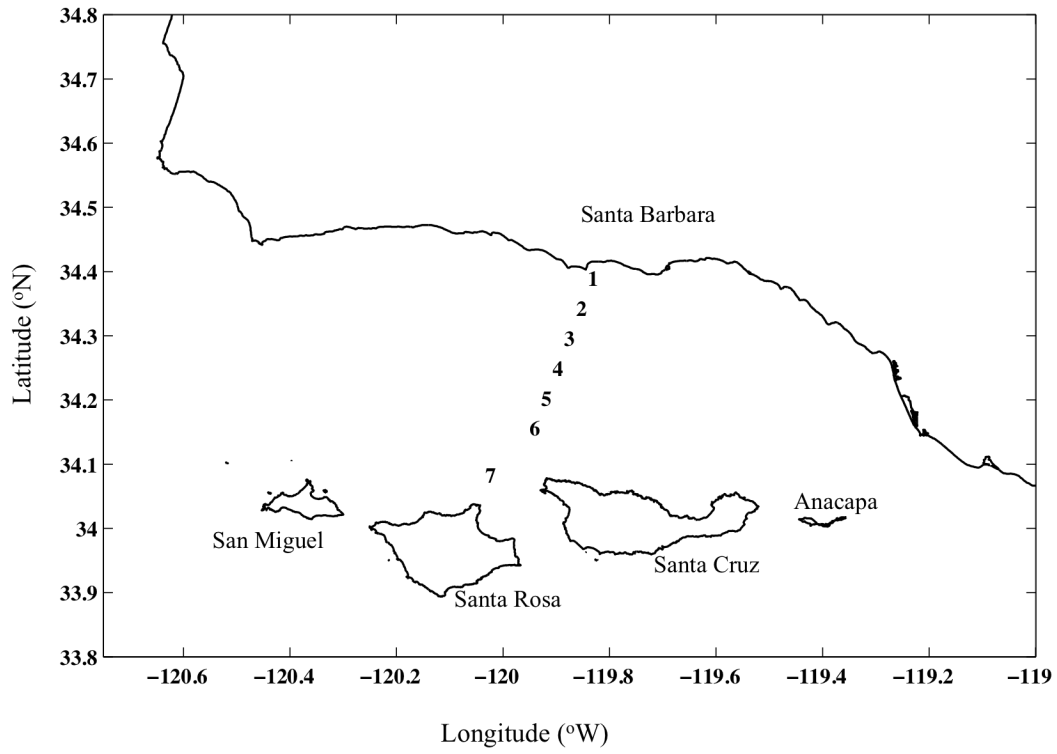 34.8
34.7
34.6
34.5
34.4
34.3
34.2
34.1
34
33.9
33.8
Latitude (°N)
Santa Barbara
1
2
3
4
5
6
7
San Miguel
Santa Rosa
Santa Cruz
Anacapa
−120.6 −120.4 −120.2 −120 −119.8 −119.6 −119.4 −119.2 −119
Longitude (°W)